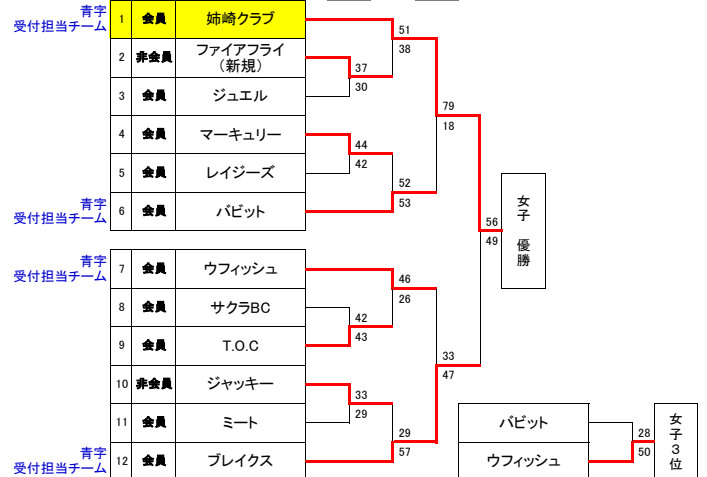 青字
受付担当チーム
1 会員 姉崎クラブ
51
38
2 非会員 ファイアフライ
（新規）
37
30
3 会員 ジュエル
79
18
4 会員 マーキュリー
44
42
5 会員 レイジーズ
52
53
青字
受付担当チーム
6 会員 バビット
56
49
女子 優勝
青字
受付担当チーム
7 会員 ウフィッシュ
46
26
8 会員 サクラBC
42
43
9 会員 T.O.C
33
47
10 非会員 ジャッキー
33
29
11 会員 ミート
29
57
青字
受付担当チーム
12 会員 ブレイクス
バビット
28
50
ウフィッシュ
女子3位